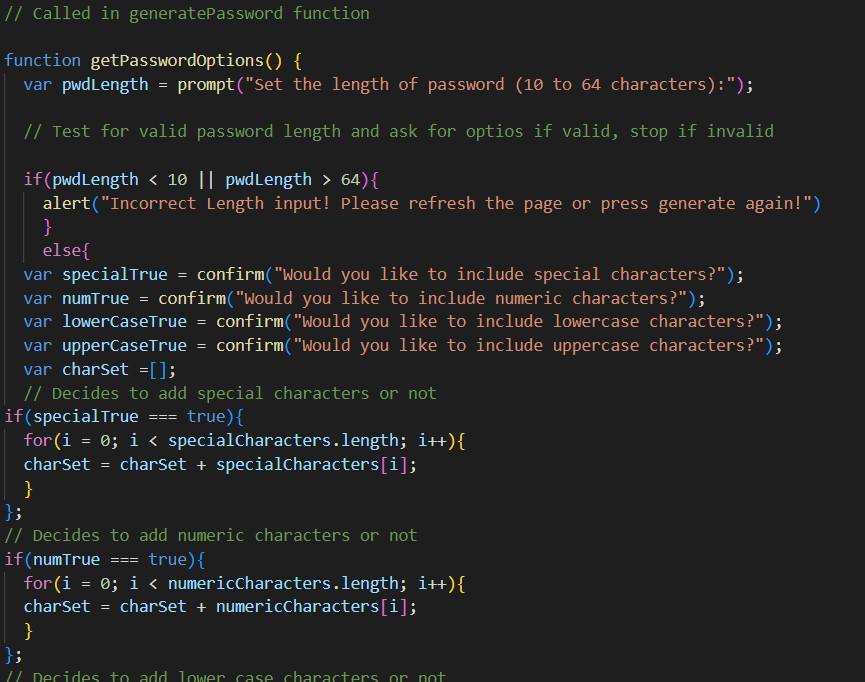 // Called in generatePassword function
function getPasswordOptions() {
var pwdLength = prompt("Set the length of password (10 to 64 characters):");
// Test for valid password length and ask for optios if valid, stop if invalid
if(pwdLength < 10 || pwdLength > 64){
alert("Incorrect Length input! Please refresh the page or press generate again!")
}
else{
var specialTrue = confirm("Would you like to include special characters?");
var numTrue = confirm("Would you like to include numeric characters?");
var lowerCaseTrue = confirm("Would you like to include lowercase characters?");
var upperCaseTrue = confirm("Would you like to include uppercase characters?");
var charSet =[];
// Decides to add special characters or not
if(specialTrue === true){
for(i = 0; i < specialCharacters.length; i++){
charSet = charSet + specialCharacters[i];
}
};
// Decides to add numeric characters or not
if(numTrue === true){
for(i = 0; i < numericCharacters.length; i++){
charSet = charSet + numericCharacters[i];
}
};
// Decides to add lower case characters or not